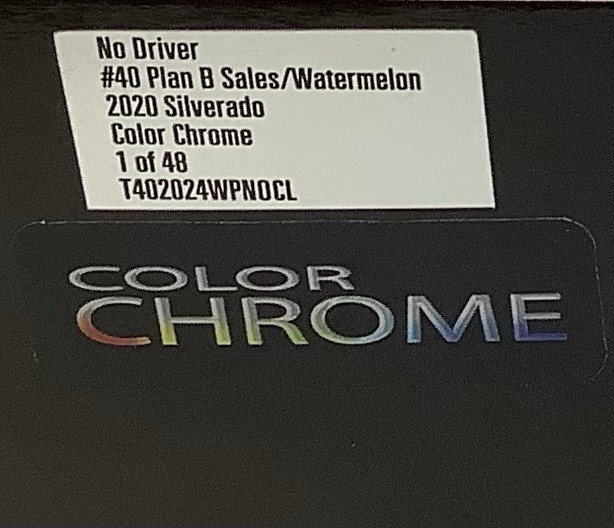 No Driver
#40 Plan B Sales/Watermelon
2020 Silverado
Color Chrome
1 of 48
T402024WPNOCL
COLOR
CHROME